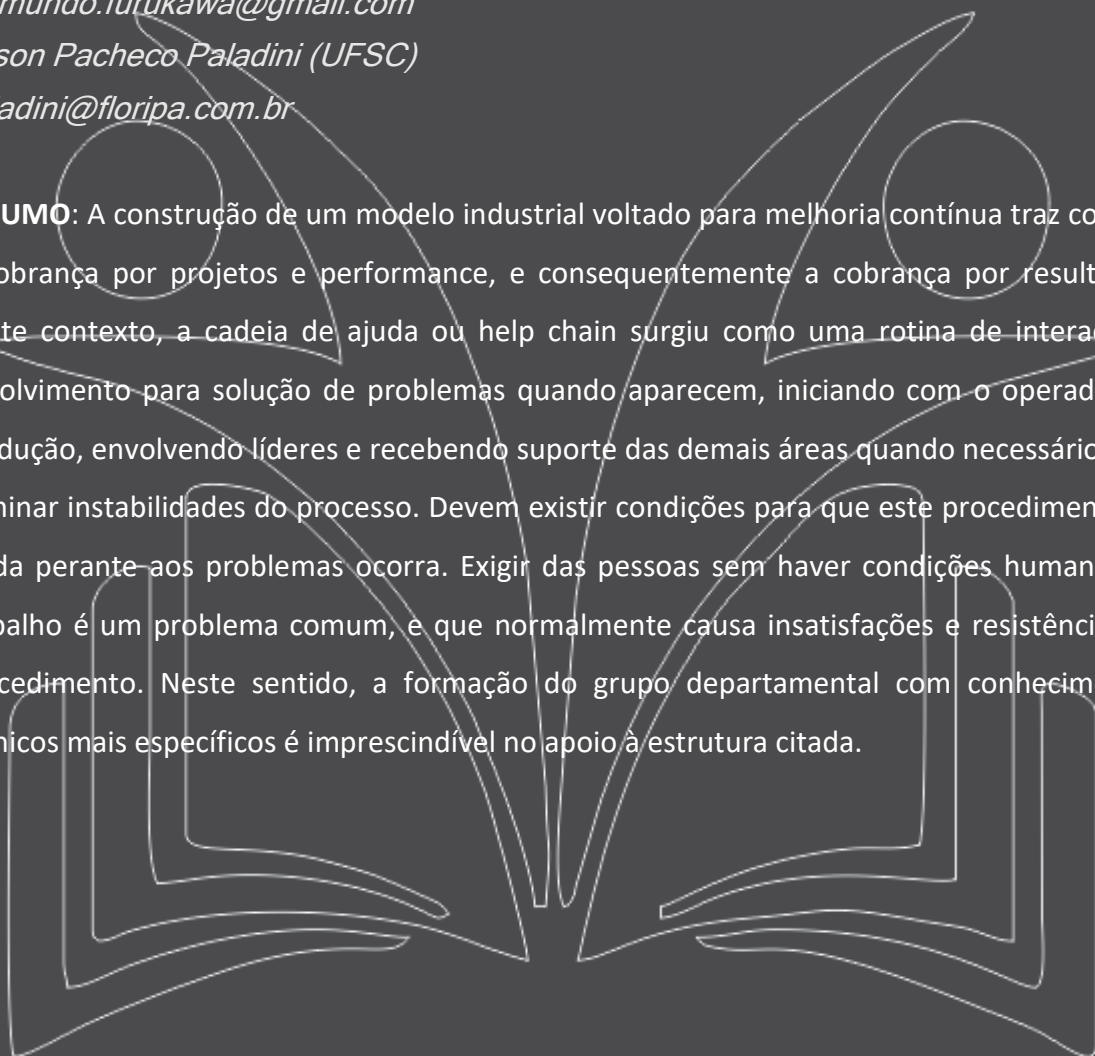 mundo.furukawa@gmail.com
son Pacheco Paladini (UFSC)
adini@floripa.com.br
UMO: A construção de um modelo industrial voltado para melhoria contínua traz co
obrança por projetos e performance, e consequentemente a cobrança por result
te contexto, a cadeia de ajuda ou help chain surgiu como uma rotina de intera
olvimento para solução de problemas quando aparecem, iniciando com o operad
dução, envolvendo líderes e recebendo suporte das demais áreas quando necessário
minar instabilidades do processo. Devem existir condições para que este procedimen
da perante aos problemas ocorra. Exigir das pessoas sem haver condições human
balho é um problema comum, e que normalmente causa insatisfações e resistênci
cedimento. Neste sentido, a formação do grupo departamental com conhecim
nicos mais específicos é imprescindível no apoio à estrutura citada.